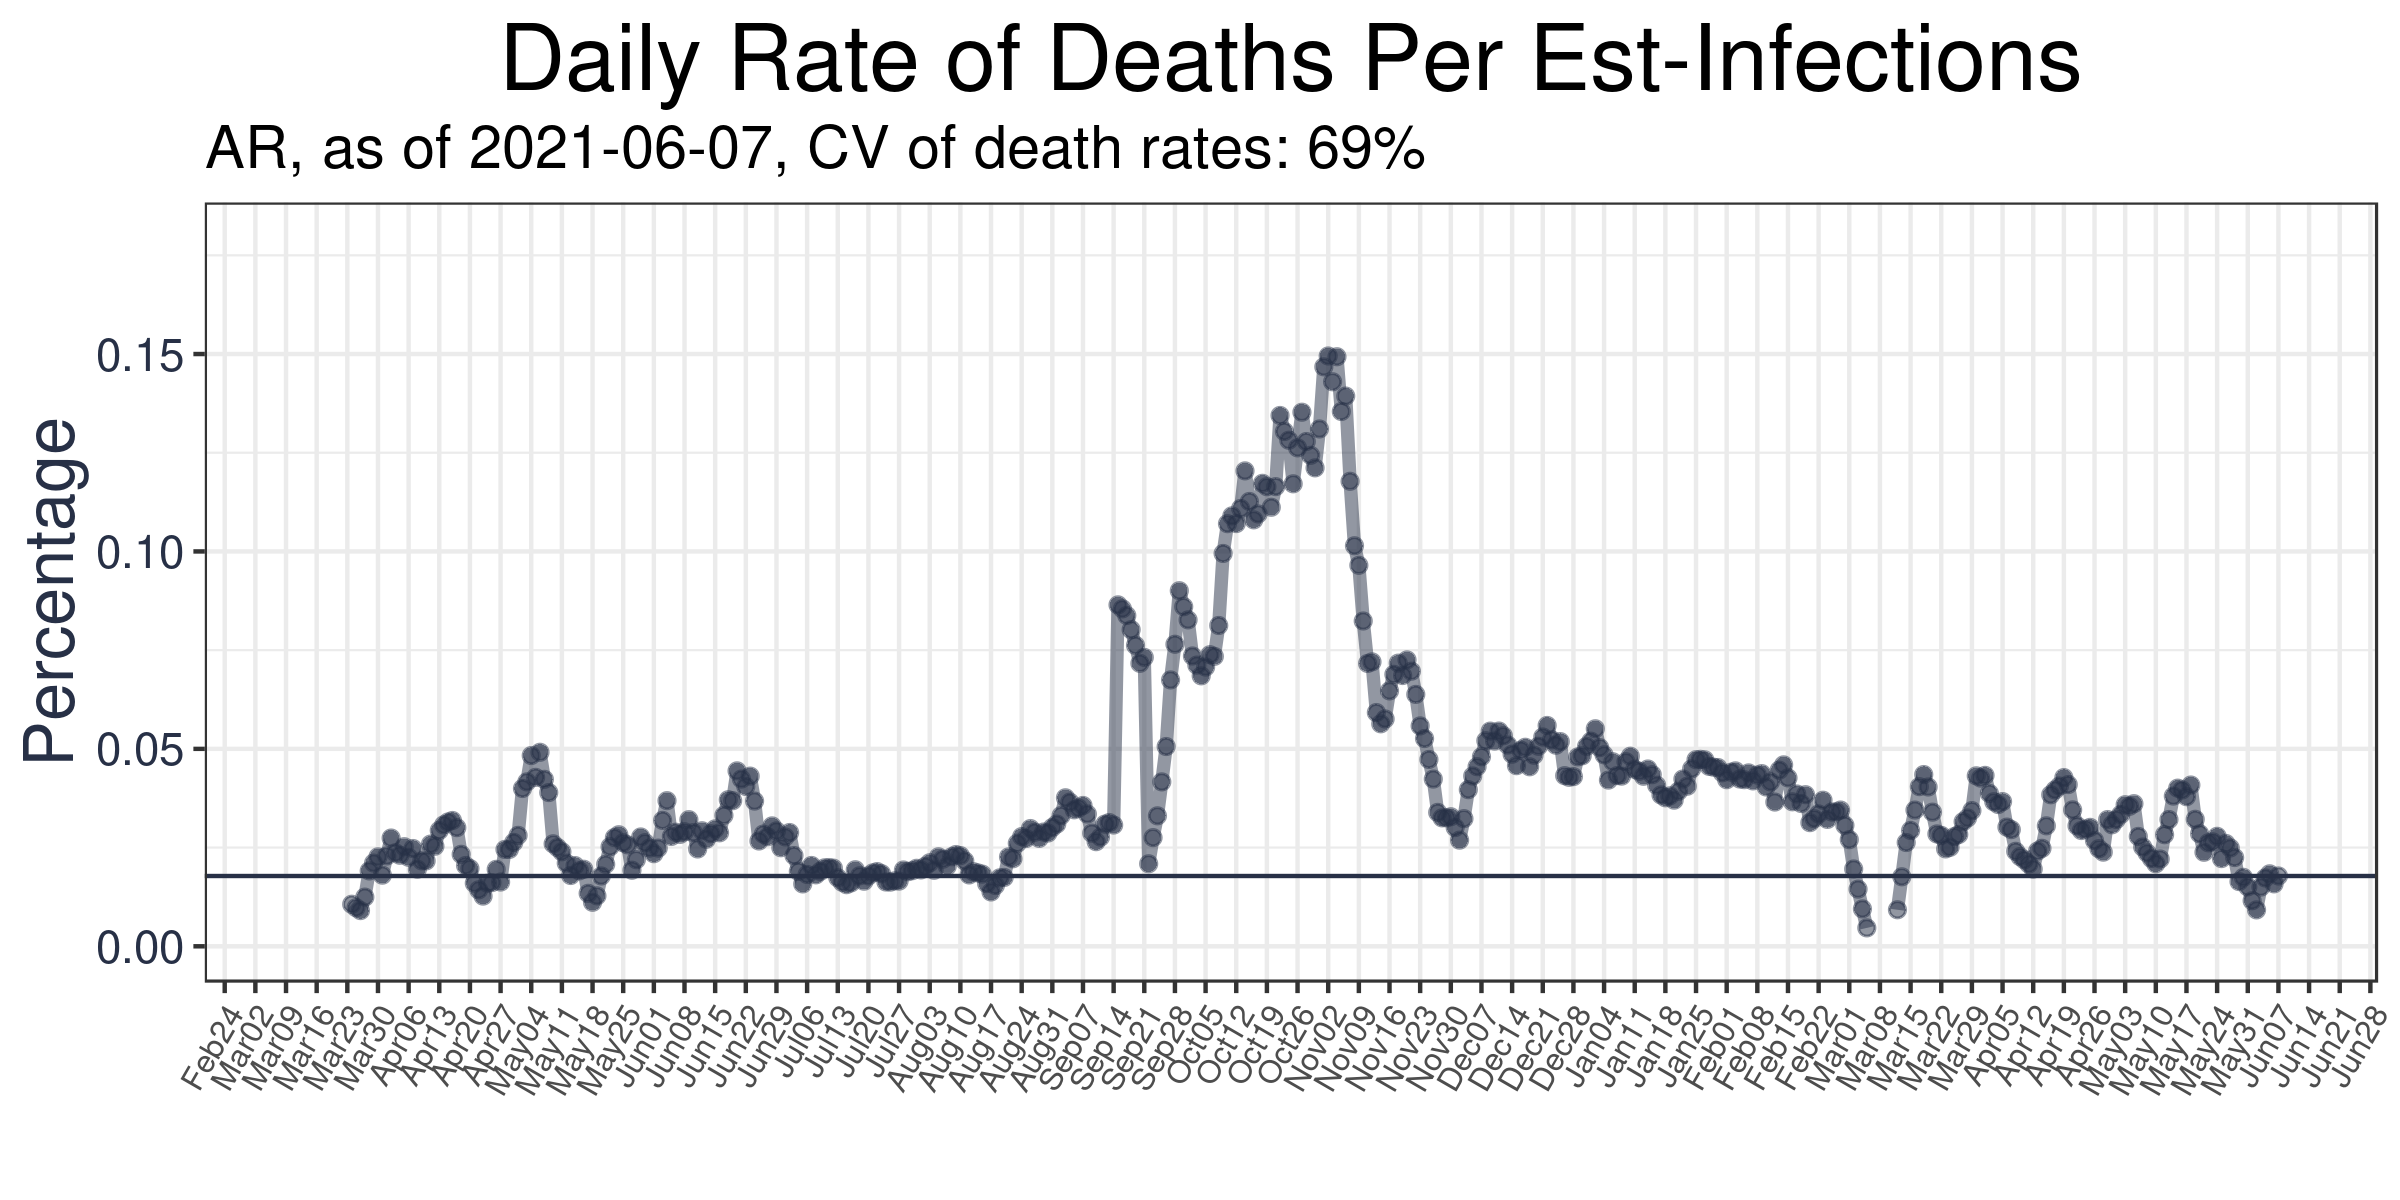 Daily Rate of Deaths Per Est-Infections
AR, as of 2021-06-07, CV of death rates: 69%
Percentage
0.15
0.10
0.05
0.00
Feb24
Mar02
Mar09
Mar16
Mar23
Mar30
Apr06
Apr13
Apr20
Apr27
May04
May11
May18
May25
Jun01
Jun08
Jun15
Jun22
Jun29
Jul06
Jul13
Jul20
Jul27
Aug03
Aug10
Aug17
Aug24
Aug31
Sep07
Sep14
Sep21
Sep28
Oct05
Oct12
Oct19
Oct26
Nov02
Nov09
Nov16
Nov23
Nov30
Dec07
Dec14
Dec21
Dec28
Jan04
Jan11
Jan18
Jan25
Feb01
Feb08
Feb15
Feb22
Mar01
Mar08
Mar15
Mar22
Mar29
Apr05
Apr12
Apr19
Apr26
May03
May10
May17
May24
May31
Jun07
Jun14
Jun21
Jun28